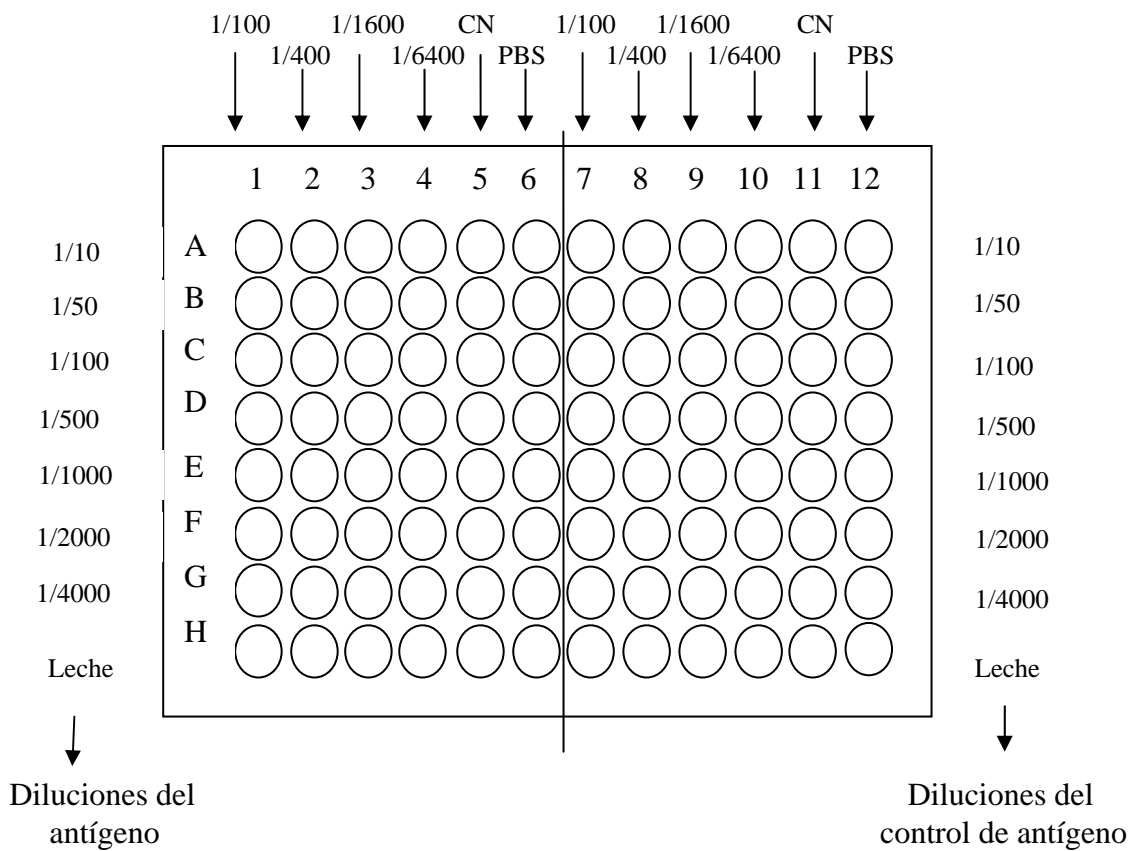 1/100 1/1600 CN 1/100 1/1600 CN
1/400 1/6400 PBS 1/400 1/6400 PBS
1 2 3 4 5 6 7 8 9 10 11 12
1/10 A 1/10
1/50 B 1/50
1/100 C 1/100
1/500 D 1/500
1/1000 E 1/1000
1/2000 F 1/2000
1/4000 G 1/4000
Leche H Leche
Diluciones del
antígeno
Diluciones del
control de antígeno